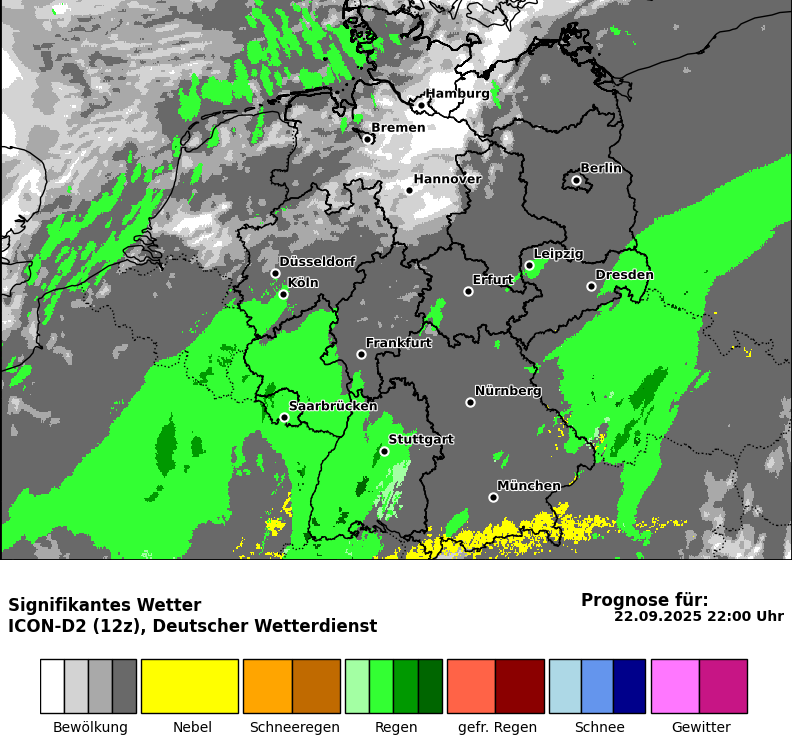 Hamburg
Bremen
Berlin
Hannover
Leipzig
Düsseldorf
Dresden
Köln
Erfurt
Frankfurt
Nürnberg
Saarbrücken
Stuttgart
München
Signifikantes Wetter
ICON-D2 (12z), Deutscher Wetterdienst
Prognose für:
22.09.2025 22:00 Uhr
Bewölkung Nebel Schneeregen Regen gefr. Regen Schnee Gewitter